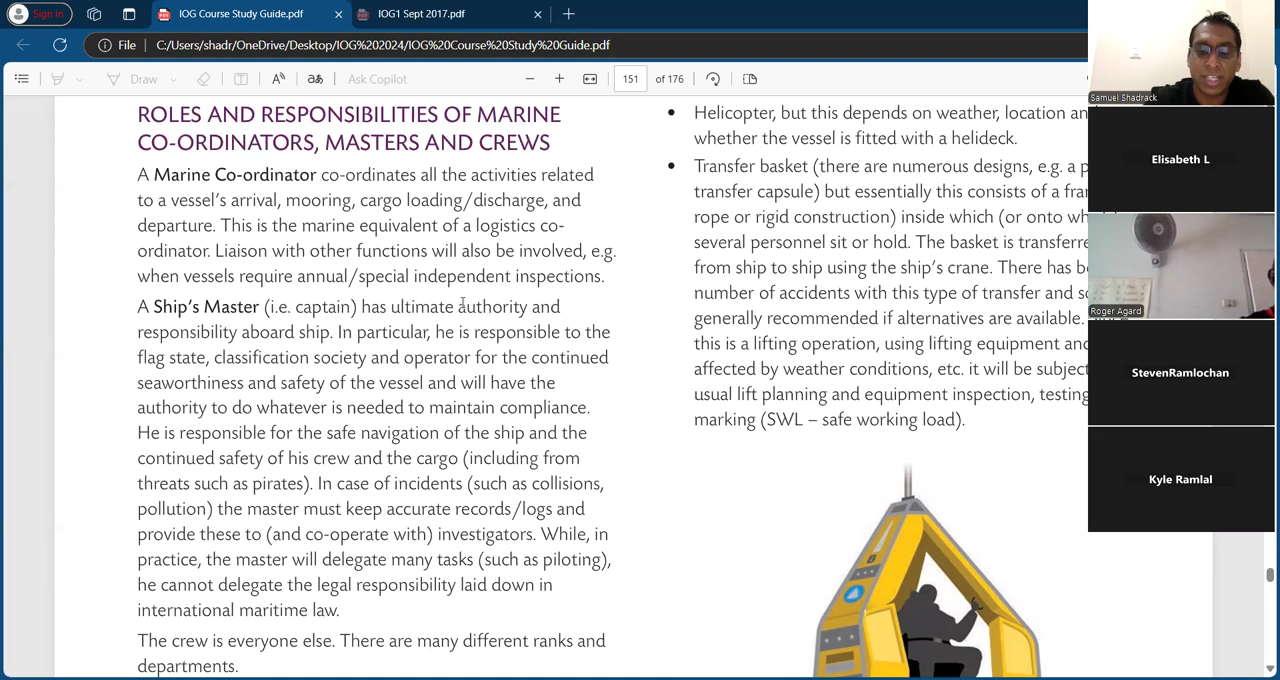 Sign in
IOG Course Study Guide.pdf
IOG1 Sept 2017.pdf
File
C:/Users/shadr/OneDrive/Desktop/IOG%202024/IOG%20Course%20Study%20Guide.pdf
Draw
Ask Copilot
151 of 176
ROLES AND RESPONSIBILITIES OF MARINE
CO-ORDINATORS, MASTERS AND CREWS
A Marine Co-ordinator co-ordinates all the activities related
to a vessel's arrival, mooring, cargo loading/discharge, and
departure. This is the marine equivalent of a logistics co-
ordinator. Liaison with other functions will also be involved, e.g.
when vessels require annual/special independent inspections.
A Ship's Master (i.e. captain) has ultimate authority and
responsibility aboard ship. In particular, he is responsible to the
flag state, classification society and operator for the continued
seaworthiness and safety of the vessel and will have the
authority to do whatever is needed to maintain compliance.
He is responsible for the safe navigation of the ship and the
continued safety of his crew and the cargo (including from
threats such as pirates). In case of incidents (such as collisions,
pollution) the master must keep accurate records/logs and
provide these to (and co-operate with) investigators. While, in
practice, the master will delegate many tasks (such as piloting),
he cannot delegate the legal responsibility laid down in
international maritime law.
The crew is everyone else. There are many different ranks and
departments.
• Helicopter, but this depends on weather, location
whether the vessel is fitted with a helideck.
• Transfer basket (there are numerous designs, e.g. a
transfer capsule) but essentially this consists of a
rope or rigid construction) inside which (or onto
several personnel sit or hold. The basket is
from ship to ship using the ship's crane. There has
number of accidents with this type of transfer and
generally recommended if alternatives are available.
this is a lifting operation, using lifting equipment
affected by weather conditions, etc. it will be
usual lift planning and equipment inspection, testing
marking (SWL – safe working load).
Samuel Shadrack
Elisabeth L
Roger Agard
StevenRamlochan
Kyle Ramlal